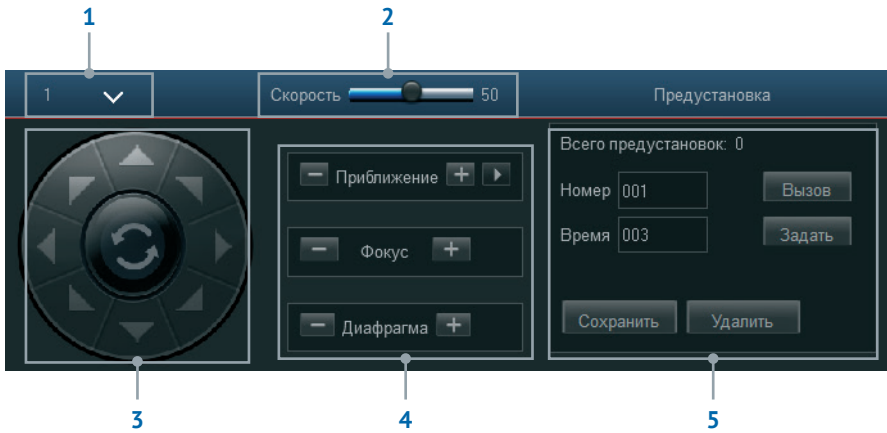 1 2
1 Скорость 50 Предустановка
Всего предустановок: 0
Приближение
Номер 001 Вызов
Фокус
Время 003 Задать
Диафрагма
Сохранить Удалить
3 4 5